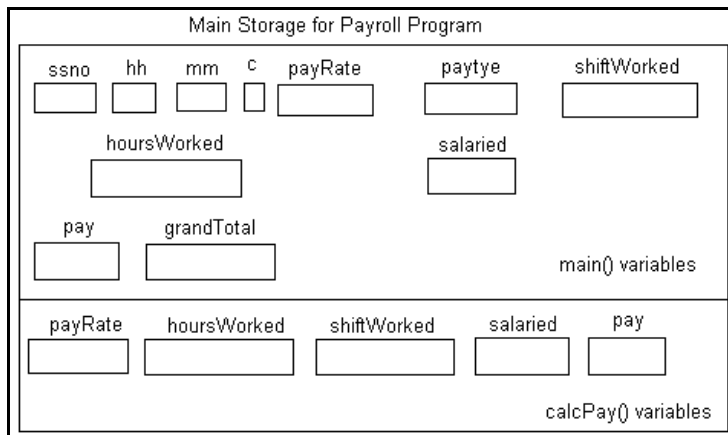 Main Storage for Payroll Program
ssno hh mm c payRate paytye shiftWorked
hoursWorked salaried
pay grandTotal
main() variables
payRate hoursWorked shiftWorked salaried pay
calcPay() variables